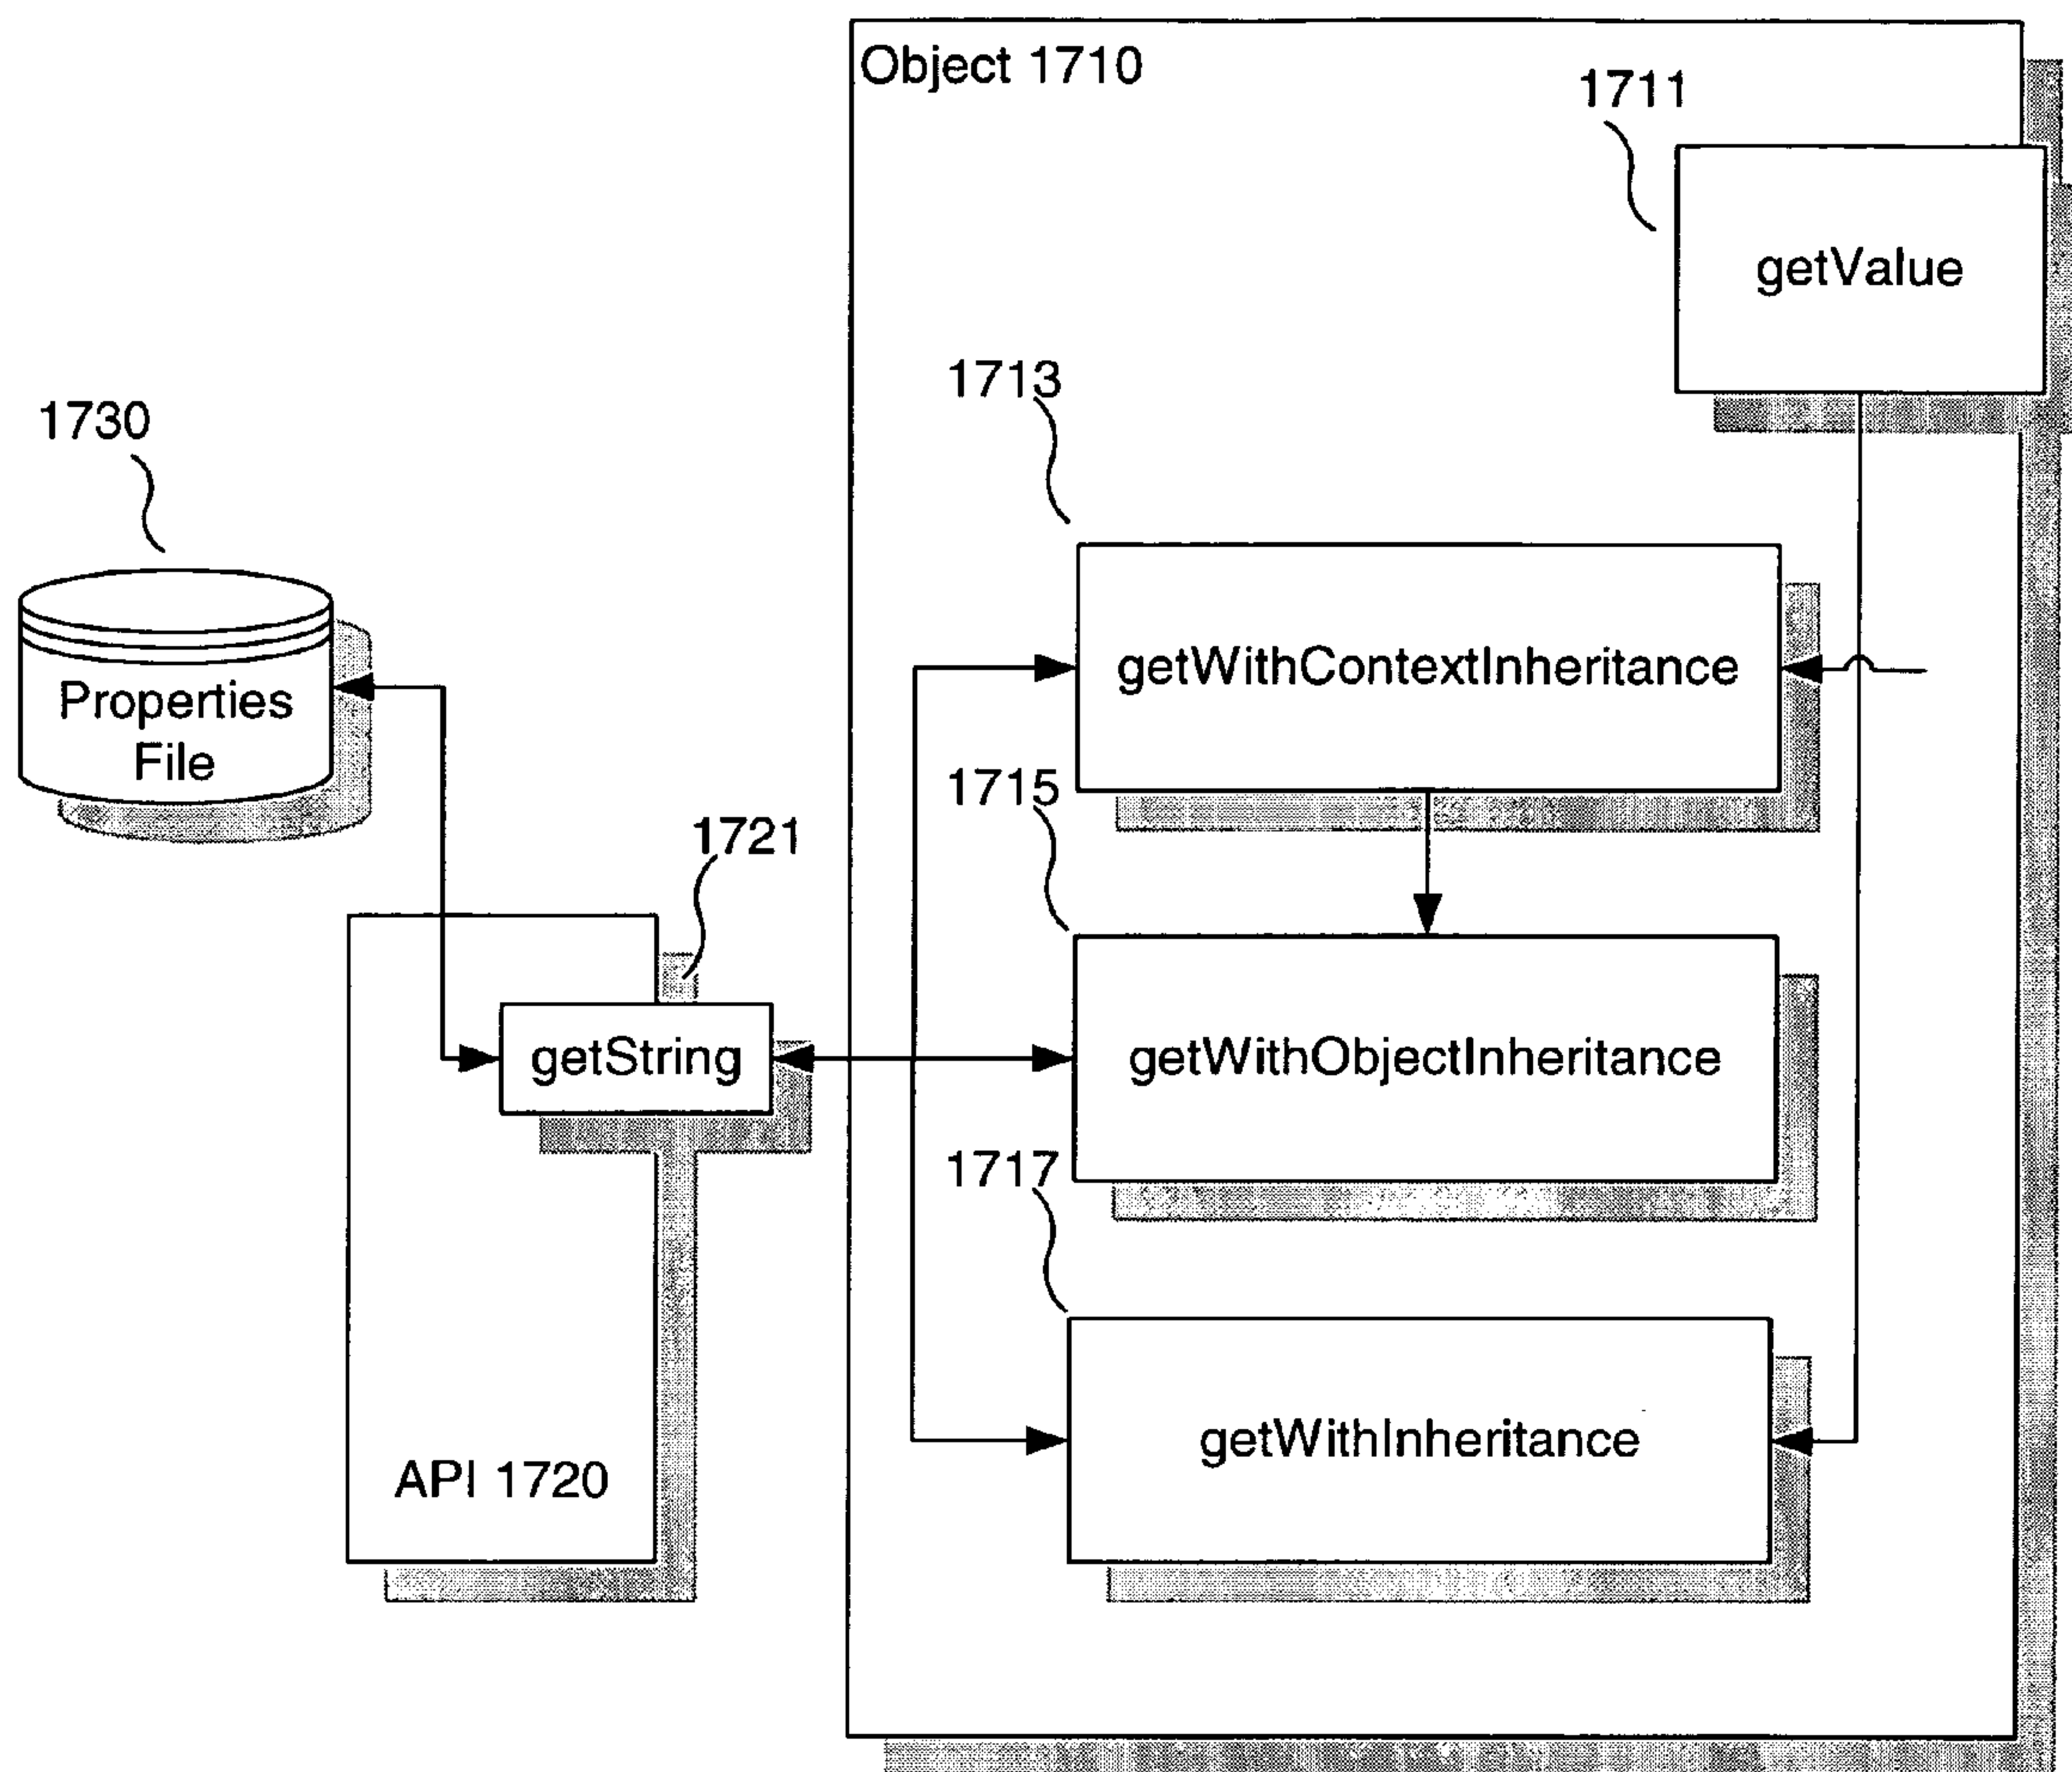 Object 1710
1711
getValue
1713
1730
getWithContextInheritance
Properties
File
1715
1721
getString
getWithObjectInheritance
1717
getWithInheritance
API 1720